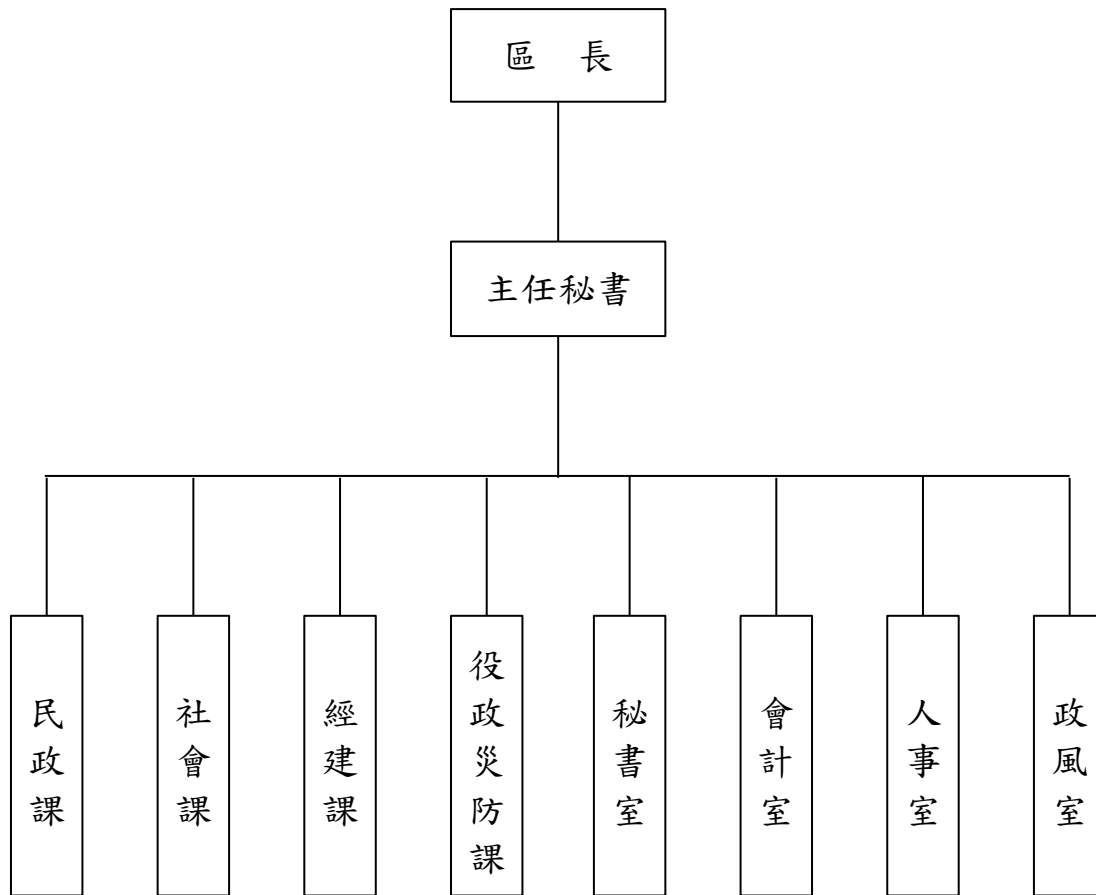 區 長
主任秘書
民政課
社會課
經建課
役政災防課
秘書室
會計室
人事室
政風室